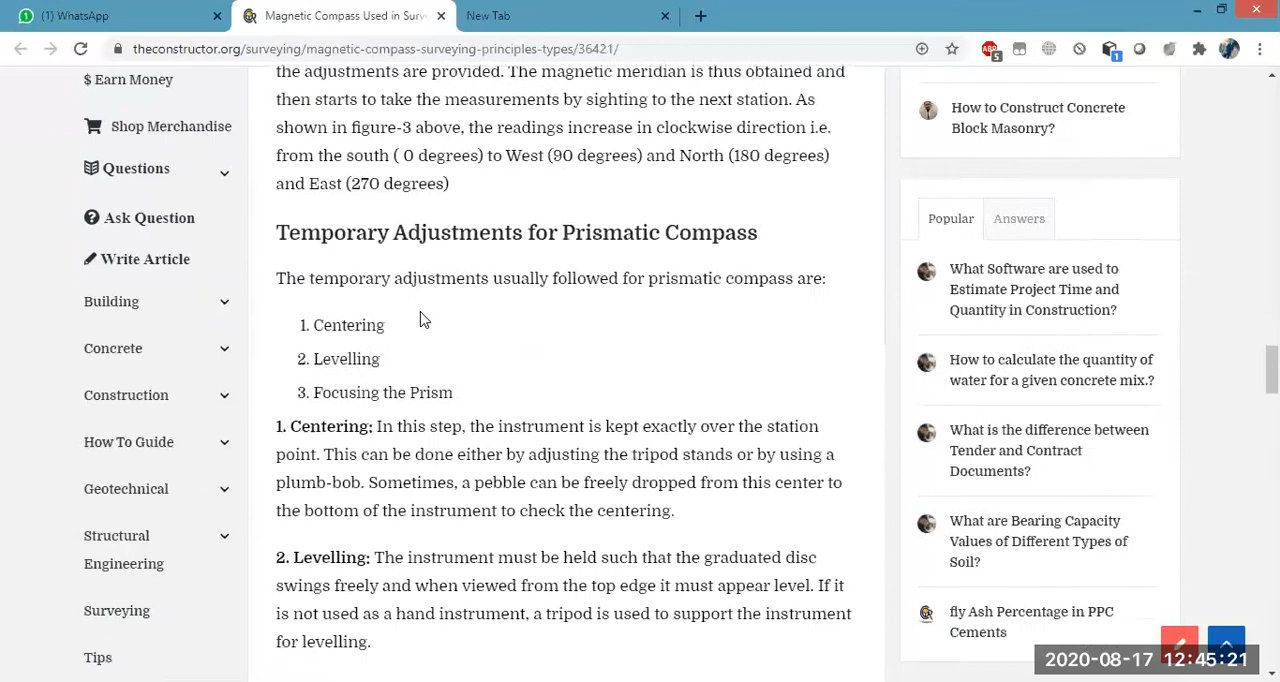 (1) WhatsApp
Magnetic Compass Used in Surv
New Tab
theconstructor.org/surveying/magnetic-compass-surveying-principles-types/36421/
ABP
5
1
$ Earn Money
Shop Merchandise
Questions
Ask Question
Write Article
Building
Concrete
Construction
How To Guide
Geotechnical
Structural
Engineering
Surveying
Tips
the adjustments are provided. The magnetic meridian is thus obtained and
then starts to take the measurements by sighting to the next station. As
shown in figure-3 above, the readings increase in clockwise direction i.e.
from the south ( 0 degrees) to West (90 degrees) and North (180 degrees)
and East (270 degrees)
Temporary Adjustments for Prismatic Compass
The temporary adjustments usually followed for prismatic compass are:
1. Centering
2. Levelling
3. Focusing the Prism
1. Centering: In this step, the instrument is kept exactly over the station
point. This can be done either by adjusting the tripod stands or by using a
plumb-bob. Sometimes, a pebble can be freely dropped from this center to
the bottom of the instrument to check the centering.
2. Levelling: The instrument must be held such that the graduated disc
swings freely and when viewed from the top edge it must appear level. If it
is not used as a hand instrument, a tripod is used to support the instrument
for levelling.
How to Construct Concrete
Block Masonry?
Popular
Answers
What Software are used to
Estimate Project Time and
Quantity in Construction?
How to calculate the quantity of
water for a given concrete mix.?
What is the difference between
Tender and Contract
Documents?
What are Bearing Capacity
Values of Different Types of
Soil?
fly Ash Percentage in PPC
Cements
2020-08-17 12:45:21